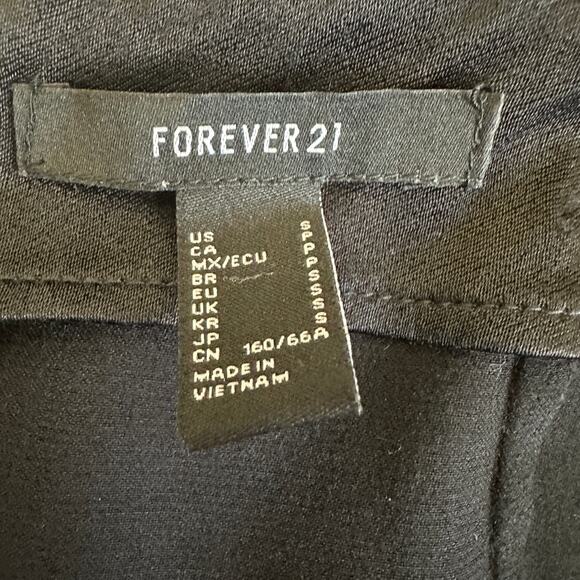 FOREVER 21
US S
CA P
MX/ECU P
BR P
EU S
UK S
KR S
JP S
CN 160/66A
MADE IN
VIETNAM